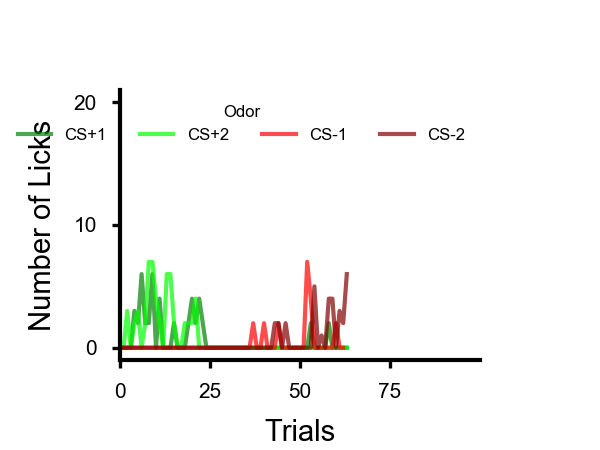 Odor
CS+1 CS+2 CS-1 CS-2
Number of Licks
20
10
0
0 25 50 75
Trials